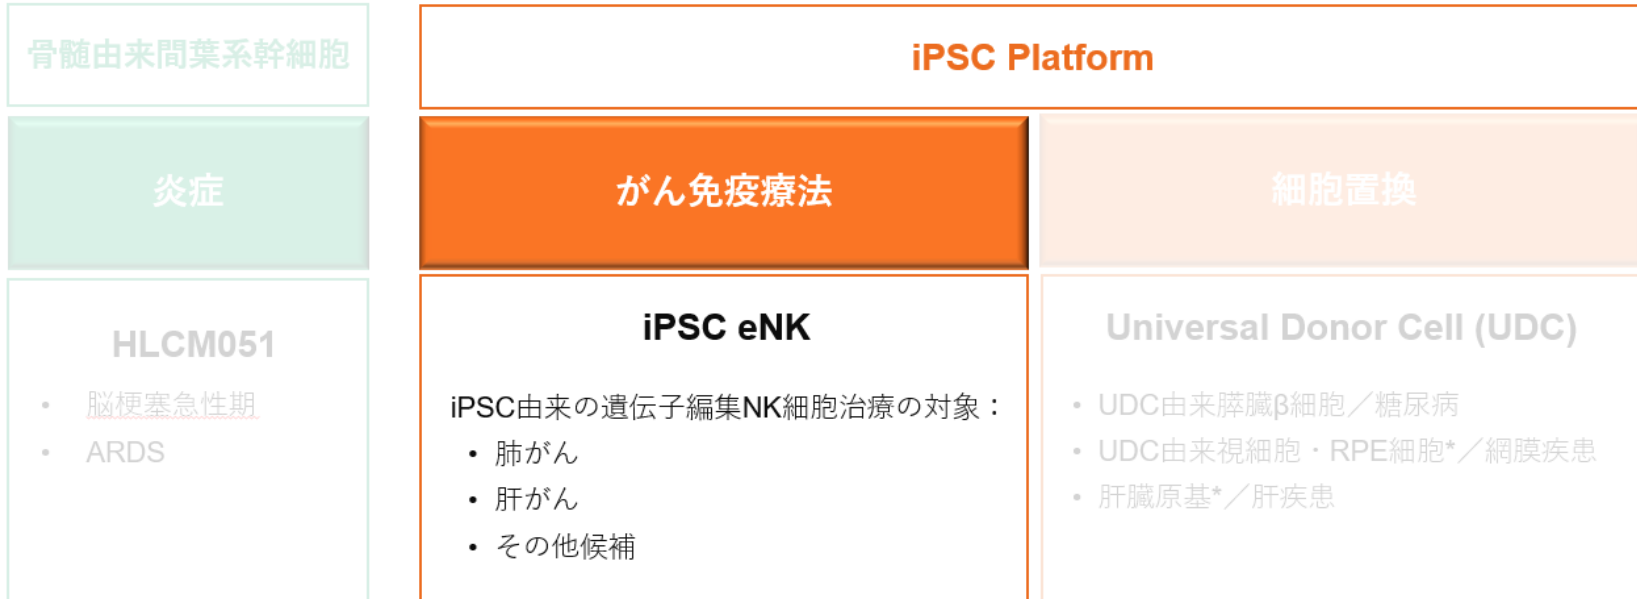 骨髄由来間葉系幹細胞
iPSC Platform
炎症
がん免疫療法
細胞置換
HLCM051
• 脳梗塞急性期
• ARDS
iPSC eNK
iPSC由来の遺伝子編集NK細胞治療の対象：
• 肺がん
• 肝がん
• その他候補
Universal Donor Cell (UDC)
• UDC由来膵臓β細胞／糖尿病
• UDC由来視細胞・RPE細胞*／網膜疾患
• 肝臓原基*／肝疾患